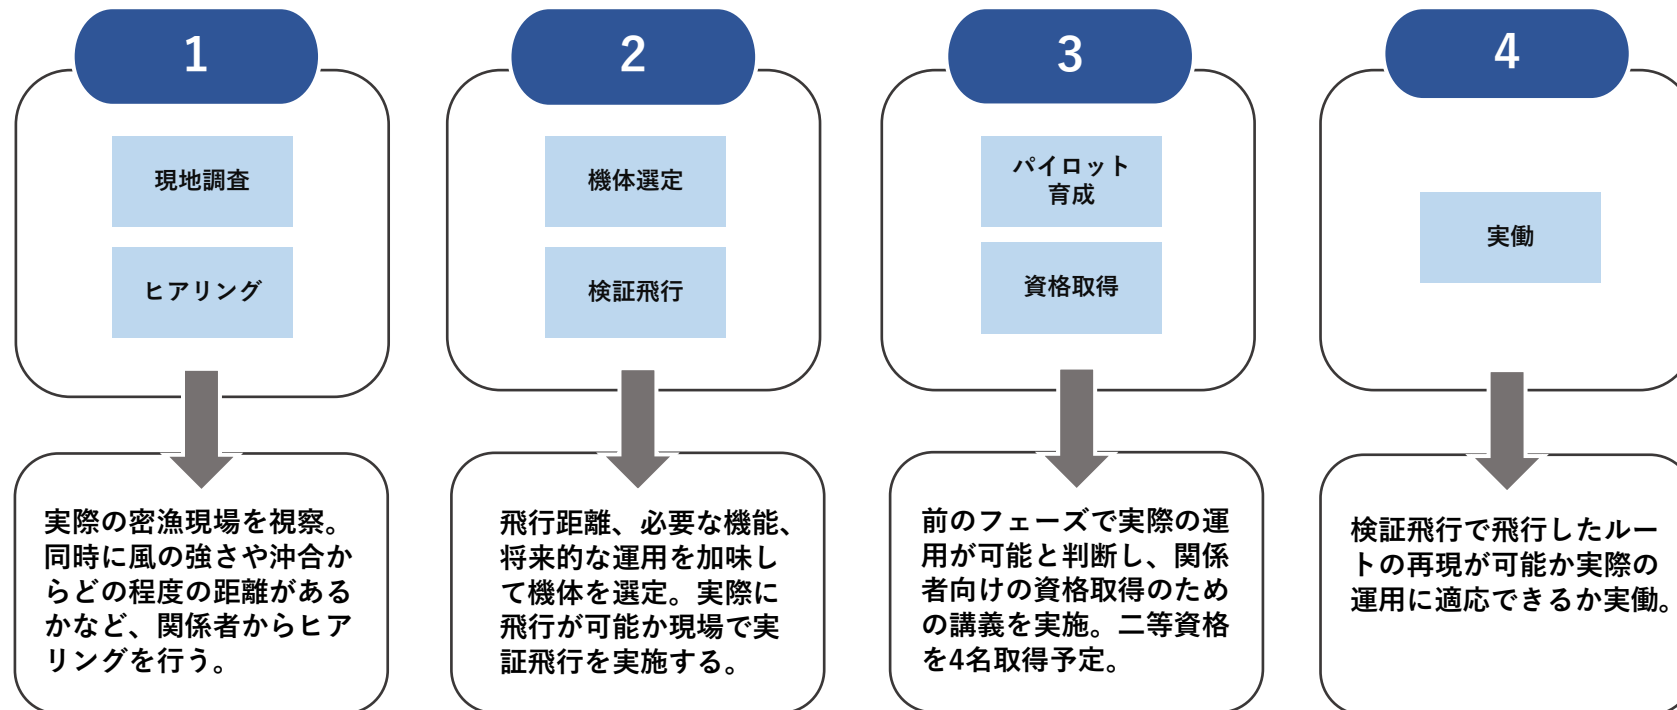 1
現地調査
ヒアリング
実際の密漁現場を視察。
同時に風の強さや沖合か
らどの程度の距離がある
かなど、関係者からヒア
リングを行う。
2
機体選定
検証飛行
飛行距離、必要な機能、
将来的な運用を加味し
て機体を選定。実際に
飛行が可能か現場で実
証飛行を実施する。
3
パイロット
育成
資格取得
前のフェーズで実際の運
用が可能と判断し、関係
者向けの資格取得のため
の講義を実施。二等資格
を4名取得予定。
4
実働
検証飛行で飛行したルー
トの再現が可能か実際の
運用に適応できるか実働。